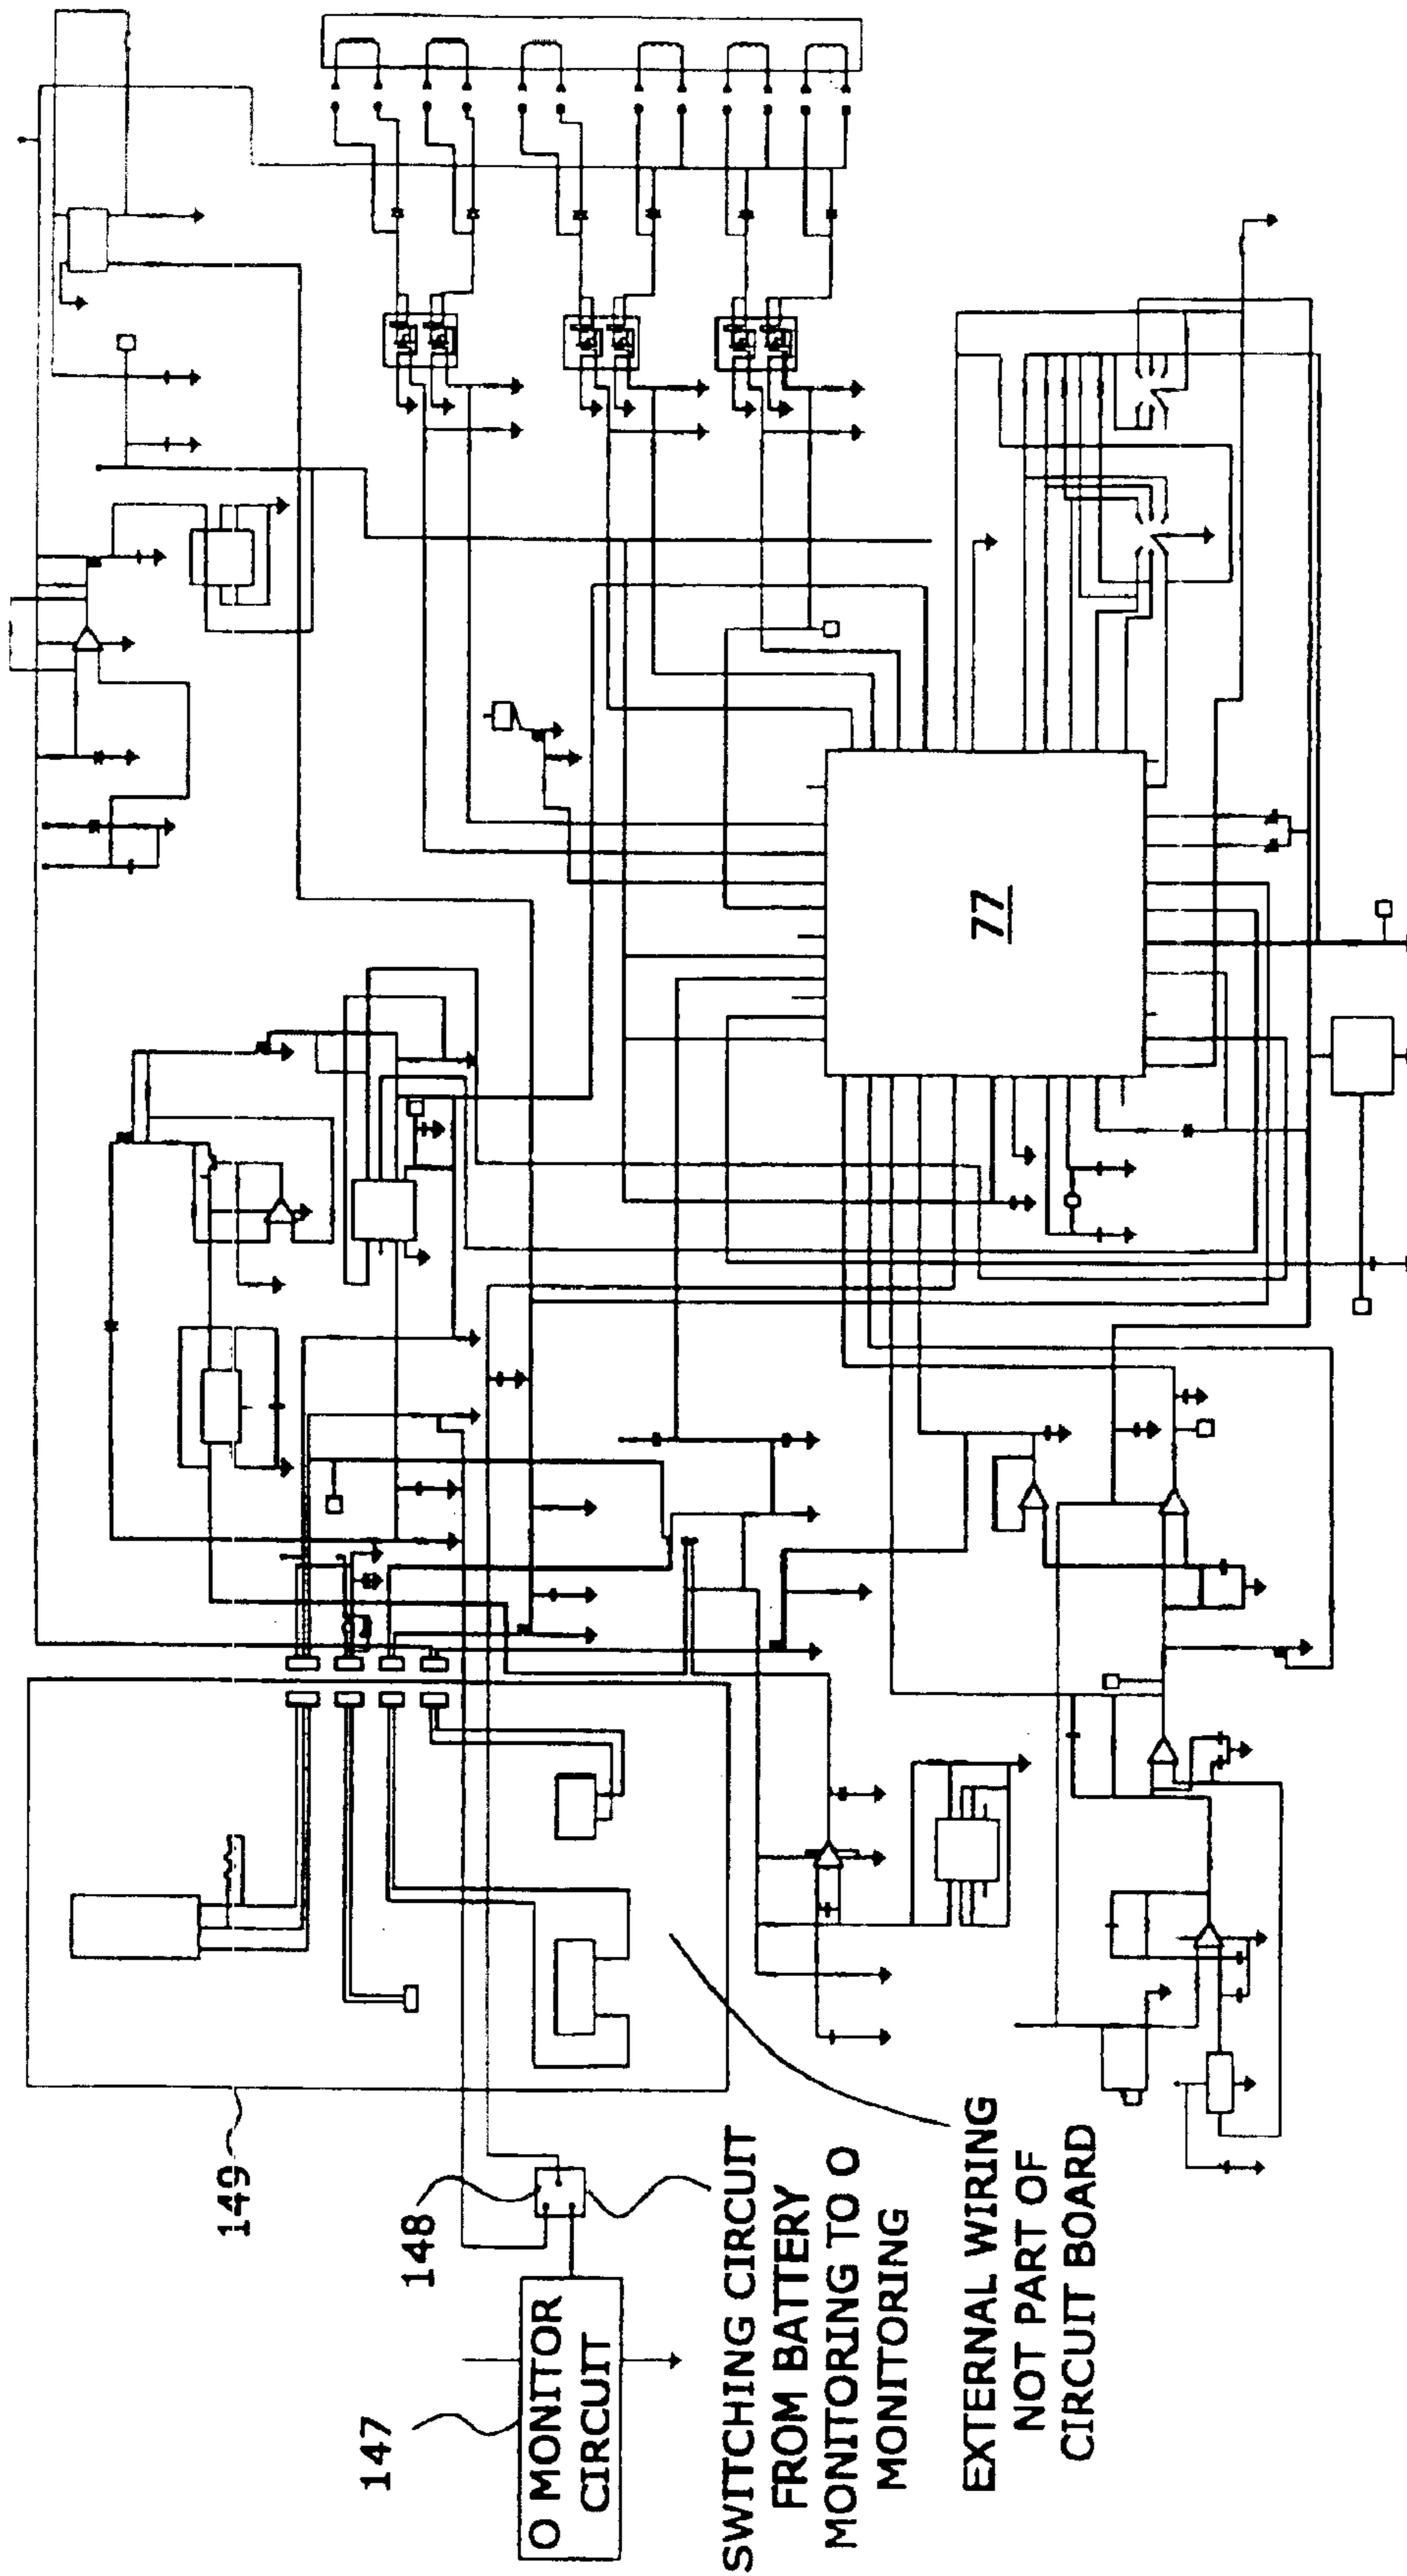 77
149
148
147
O MONITOR
CIRCUIT
SWITCHING CIRCUIT
FROM BATTERY
MONITORING TO O
MONITORING
EXTERNAL WIRING
NOT PART OF
CIRCUIT BOARD